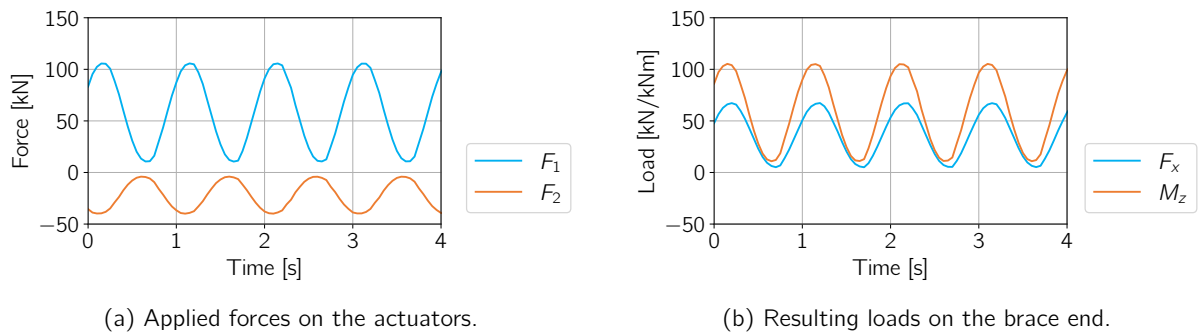 150
100
50
0
−50
Force [kN]
0 1 2 3 4
Time [s]
F1
F2
(a) Applied forces on the actuators.
150
100
50
0
−50
Load [kN/kNm]
0 1 2 3 4
Time [s]
Fx
Mz
(b) Resulting loads on the brace end.